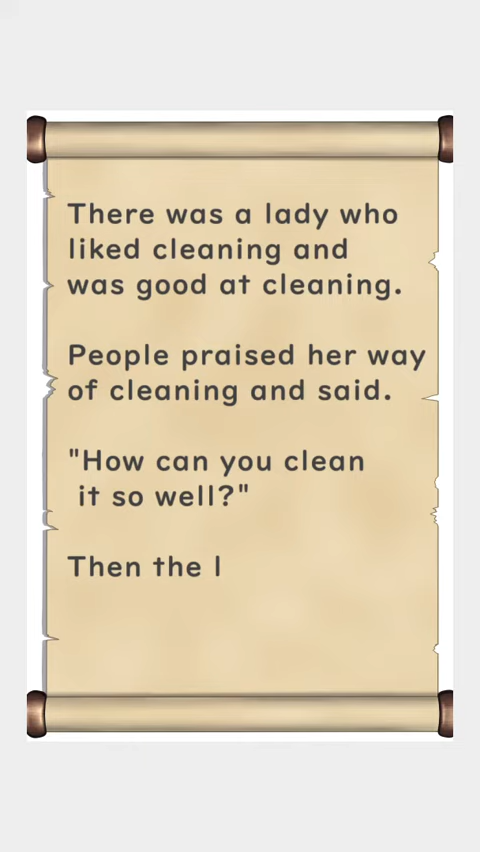 There was a lady who
liked cleaning and
was good at cleaning.
People praised her way
of cleaning and said.
"How can you clean
it so well?"
Then the l